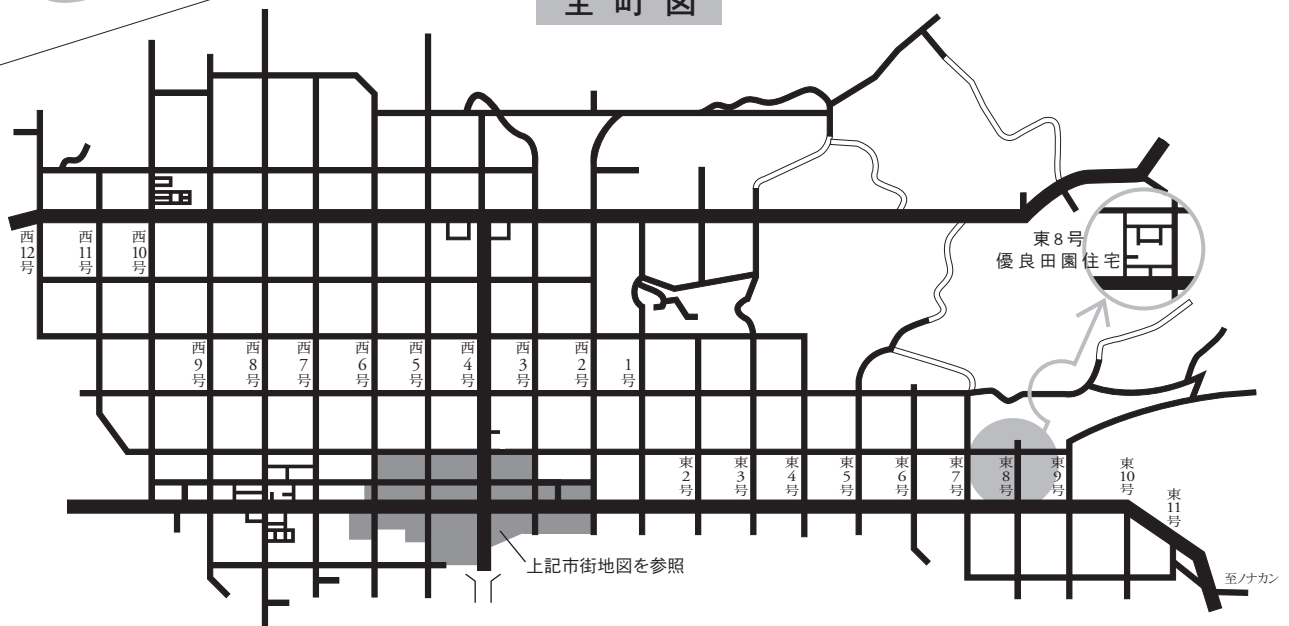 全町図
西12号
西11号
西10号
東8号
優良田園住宅
西9号
西8号
西7号
西6号
西5号
西4号
西3号
西2号
1号
東2号
東3号
東4号
東5号
東6号
東7号
東8号
東9号
東10号
東11号
上記市街地図を参照
至ノナカン